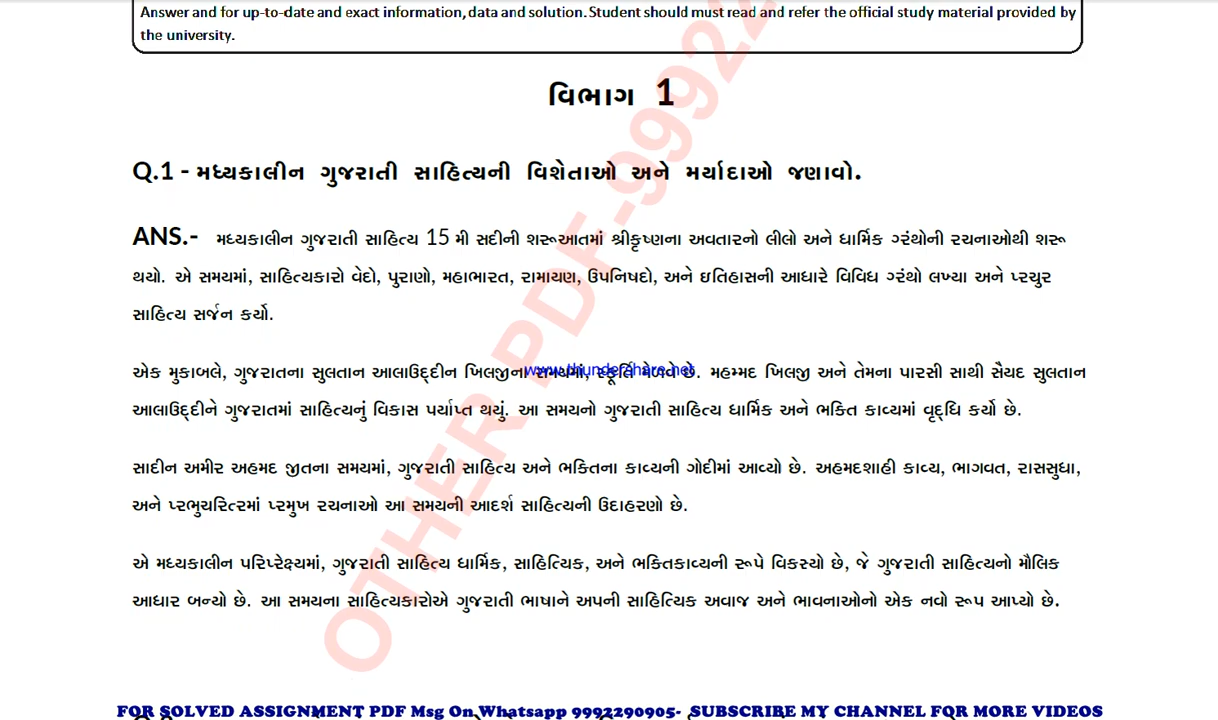 Answer and for up-to-date and exact information, data and solution. Student should must read and refer the official study material provided by
the university.
વિભાગ 1
Q.1 - મધ્યકાલીન ગુજરાતી સાહિત્યની વિશેતાઓ અને મર્યાદાઓ જણાવો.
ANS.- મધ્યકાલીન ગુજરાતી સાહિત્ય 15 મી સદીની શરૂઆતમાં શ્રીકૃષ્ણના અવતારનો લીલો અને ધાર્મિક ગ્રંથોની રચનાઓથી શરૂ
થયો. એ સમયમાં, સાહિત્યકારો વેદો, પુરાણો, મહાભારત, રામાયણ, ઉપનિષદો, અને ઇતિહાસની આધારે વિવિધ ગ્રંથો લખ્યા અને પ્રચુર
સાહિત્ય સર્જન કર્યો.
એક મુકાબલે, ગુજરાતના સુલતાન આલાઉદ્દીન ખિલજીના સમયમાં, સ્ફૂર્તિ મેળવે છે. મહમ્મદ ખિલજી અને તેમના પારસી સાથી સૈયદ સુલતાન
www.thundershare.net
આલાઉદ્દીને ગુજરાતમાં સાહિત્યનું વિકાસ પર્યાપ્ત થયું. આ સમયનો ગુજરાતી સાહિત્ય ધાર્મિક અને ભક્તિ કાવ્યમાં વૃદ્ધિ કર્યો છે.
સાદીન અમીર અહમદ જીતના સમયમાં, ગુજરાતી સાહિત્ય અને ભક્તિના કાવ્યની ગોદીમાં આવ્યો છે. અહમદશાહી કાવ્ય, ભાગવત, રાસસુધા,
અને પ્રભુચરિત્રમાં પ્રમુખ રચનાઓ આ સમયની આદર્શ સાહિત્યની ઉદાહરણો છે.
એ મધ્યકાલીન પરિપ્રેક્ષ્યમાં, ગુજરાતી સાહિત્ય ધાર્મિક, સાહિત્યિક, અને ભક્તિકાવ્યની રૂપે વિકસ્યો છે, જે ગુજરાતી સાહિત્યનો મૌલિક
આધાર બન્યો છે. આ સમયના સાહિત્યકારોએ ગુજરાતી ભાષાને અપની સાહિત્યિક અવાજ અને ભાવનાઓનો એક નવો રૂપ આપ્યો છે.
OTHER PDF-99922
FOR SOLVED ASSIGNMENT PDF Msg On Whatsapp 9992290905- SUBSCRIBE MY CHANNEL FOR MORE VIDEOS